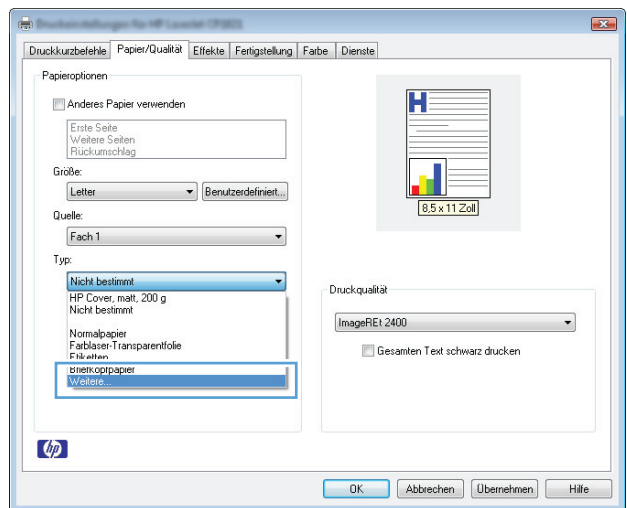 Druckkurzbefehle Papier/Qualität Effekte Fertigstellung Farbe Dienste
Papieroptionen
Anderes Papier verwenden
Erste Seite
Weitere Seiten
Rückumschlag
Größe:
Letter Benutzerdefiniert...
Quelle:
Fach 1
Typ:
Nicht bestimmt
HP Cover, matt, 200 g
Nicht bestimmt
Normalpapier
Farblaser-Transparentfolie
Etiketten
Briefkopfpapier
Weitere...
H
8,5 x 11 Zoll
Druckqualität
ImageREt 2400
Gesamten Text schwarz drucken
hp
OK Abbrechen Übernehmen Hilfe